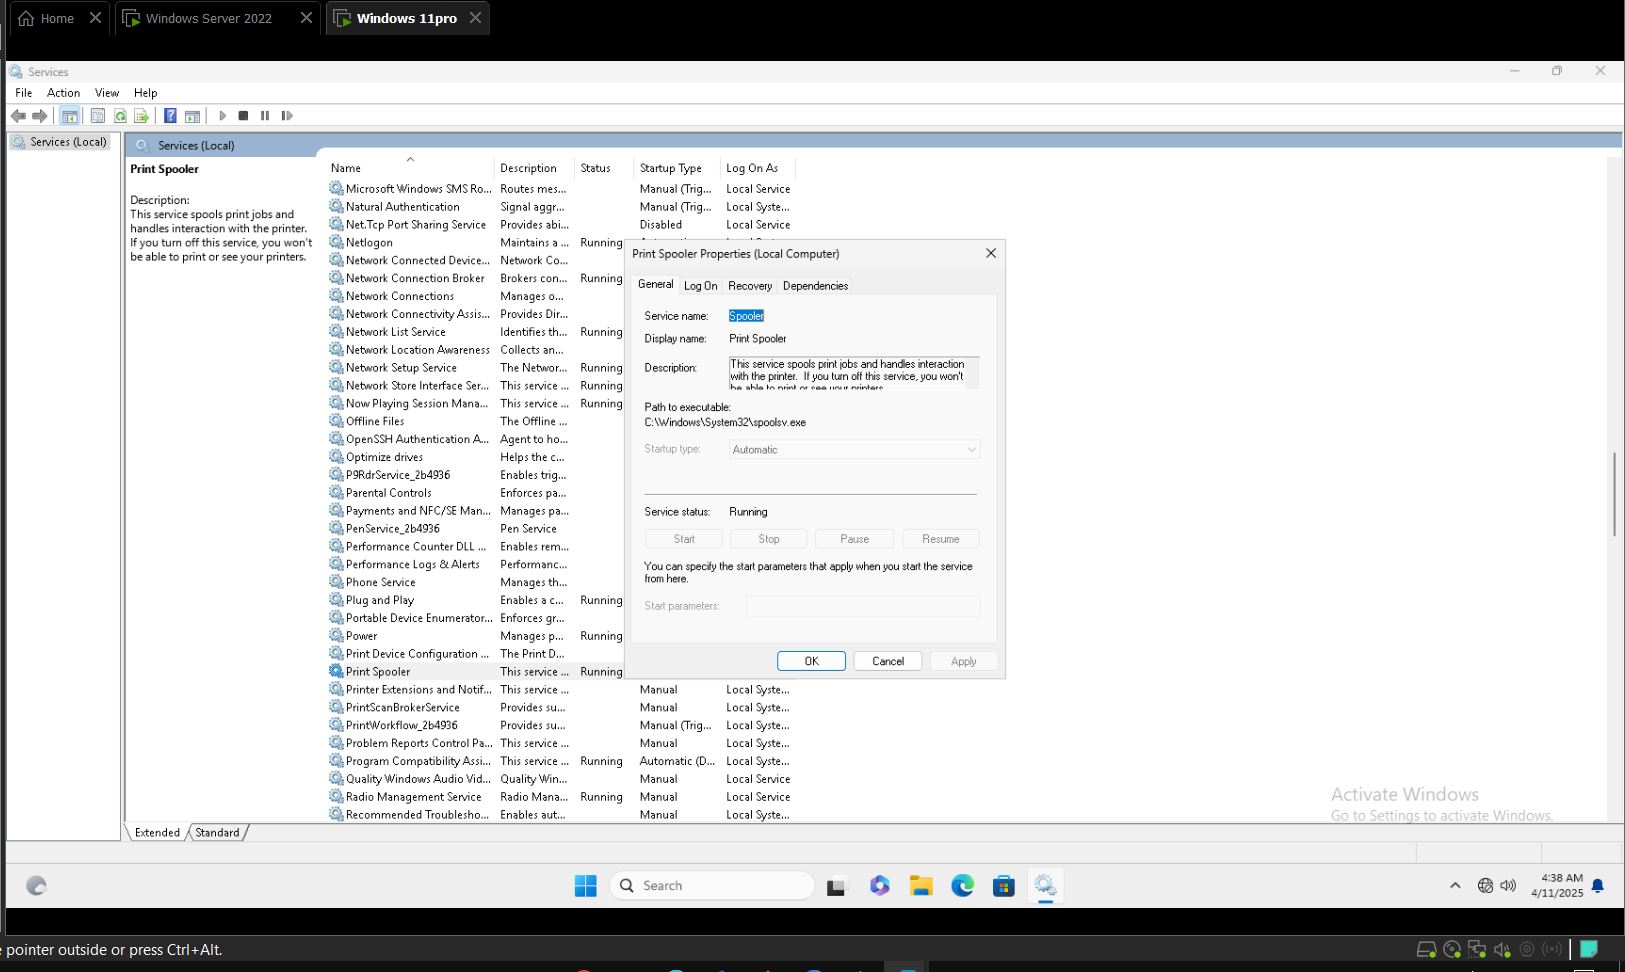 Home
Windows Server 2022
Windows 11pro
Services
File Action View Help
Services (Local)
Services (Local)
Print Spooler
Description:
This service spools print jobs and
handles interaction with the printer.
If you turn off this service, you won't
be able to print or see your printers.
Name Description Status Startup Type Log On As
Microsoft Windows SMS Ro... Routes mes... Manual (Trig... Local Service
Natural Authentication Signal aggr... Manual (Trig... Local Syste...
Net.Tcp Port Sharing Service Provides abi... Disabled Local Service
Netlogon Maintains a ... Running
Network Connected Device... Network Co...
Network Connection Broker Brokers con... Running
Network Connections Manages o...
Network Connectivity Assis... Provides Dir...
Network List Service Identifies th... Running
Network Location Awareness Collects an...
Network Setup Service The Networ... Running
Network Store Interface Ser... This service ... Running
Now Playing Session Mana... This service ... Running
Offline Files The Offline ...
OpenSSH Authentication A... Agent to ho...
Optimize drives Helps the c...
P9RdrService_2b4936 Enables trig...
Parental Controls Enforces pa...
Payments and NFC/SE Man... Manages pa...
PenService_2b4936 Pen Service
Performance Counter DLL ... Enables rem...
Performance Logs & Alerts Performanc...
Phone Service Manages th...
Plug and Play Enables a c... Running
Portable Device Enumerator... Enforces gr...
Power Manages p... Running
Print Device Configuration ... The Print D...
Print Spooler This service ... Running
Printer Extensions and Notif... This service ... Manual Local Syste...
PrintScanBrokerService Provides su... Manual Local Syste...
PrintWorkflow_2b4936 Provides su... Manual (Trig... Local Syste...
Problem Reports Control Pa... This service ... Manual Local Syste...
Program Compatibility Assi... This service ... Running Automatic (D... Local Syste...
Quality Windows Audio Vid... Quality Win... Manual Local Service
Radio Management Service Radio Mana... Running Manual Local Service
Recommended Troublesho... Enables aut... Manual Local Syste...
Print Spooler Properties (Local Computer)
General Log On Recovery Dependencies
Service name: Spooler
Display name: Print Spooler
Description: This service spools print jobs and handles interaction
with the printer. If you turn off this service, you won't
be able to print or see your printers.
Path to executable:
C:\Windows\System32\spoolsv.exe
Startup type: Automatic
Service status: Running
Start Stop Pause Resume
You can specify the start parameters that apply when you start the service
from here.
Start parameters:
OK Cancel Apply
Activate Windows
Go to Settings to activate Windows.
Extended Standard
Search
4:38 AM
4/11/2025
pointer outside or press Ctrl+Alt.